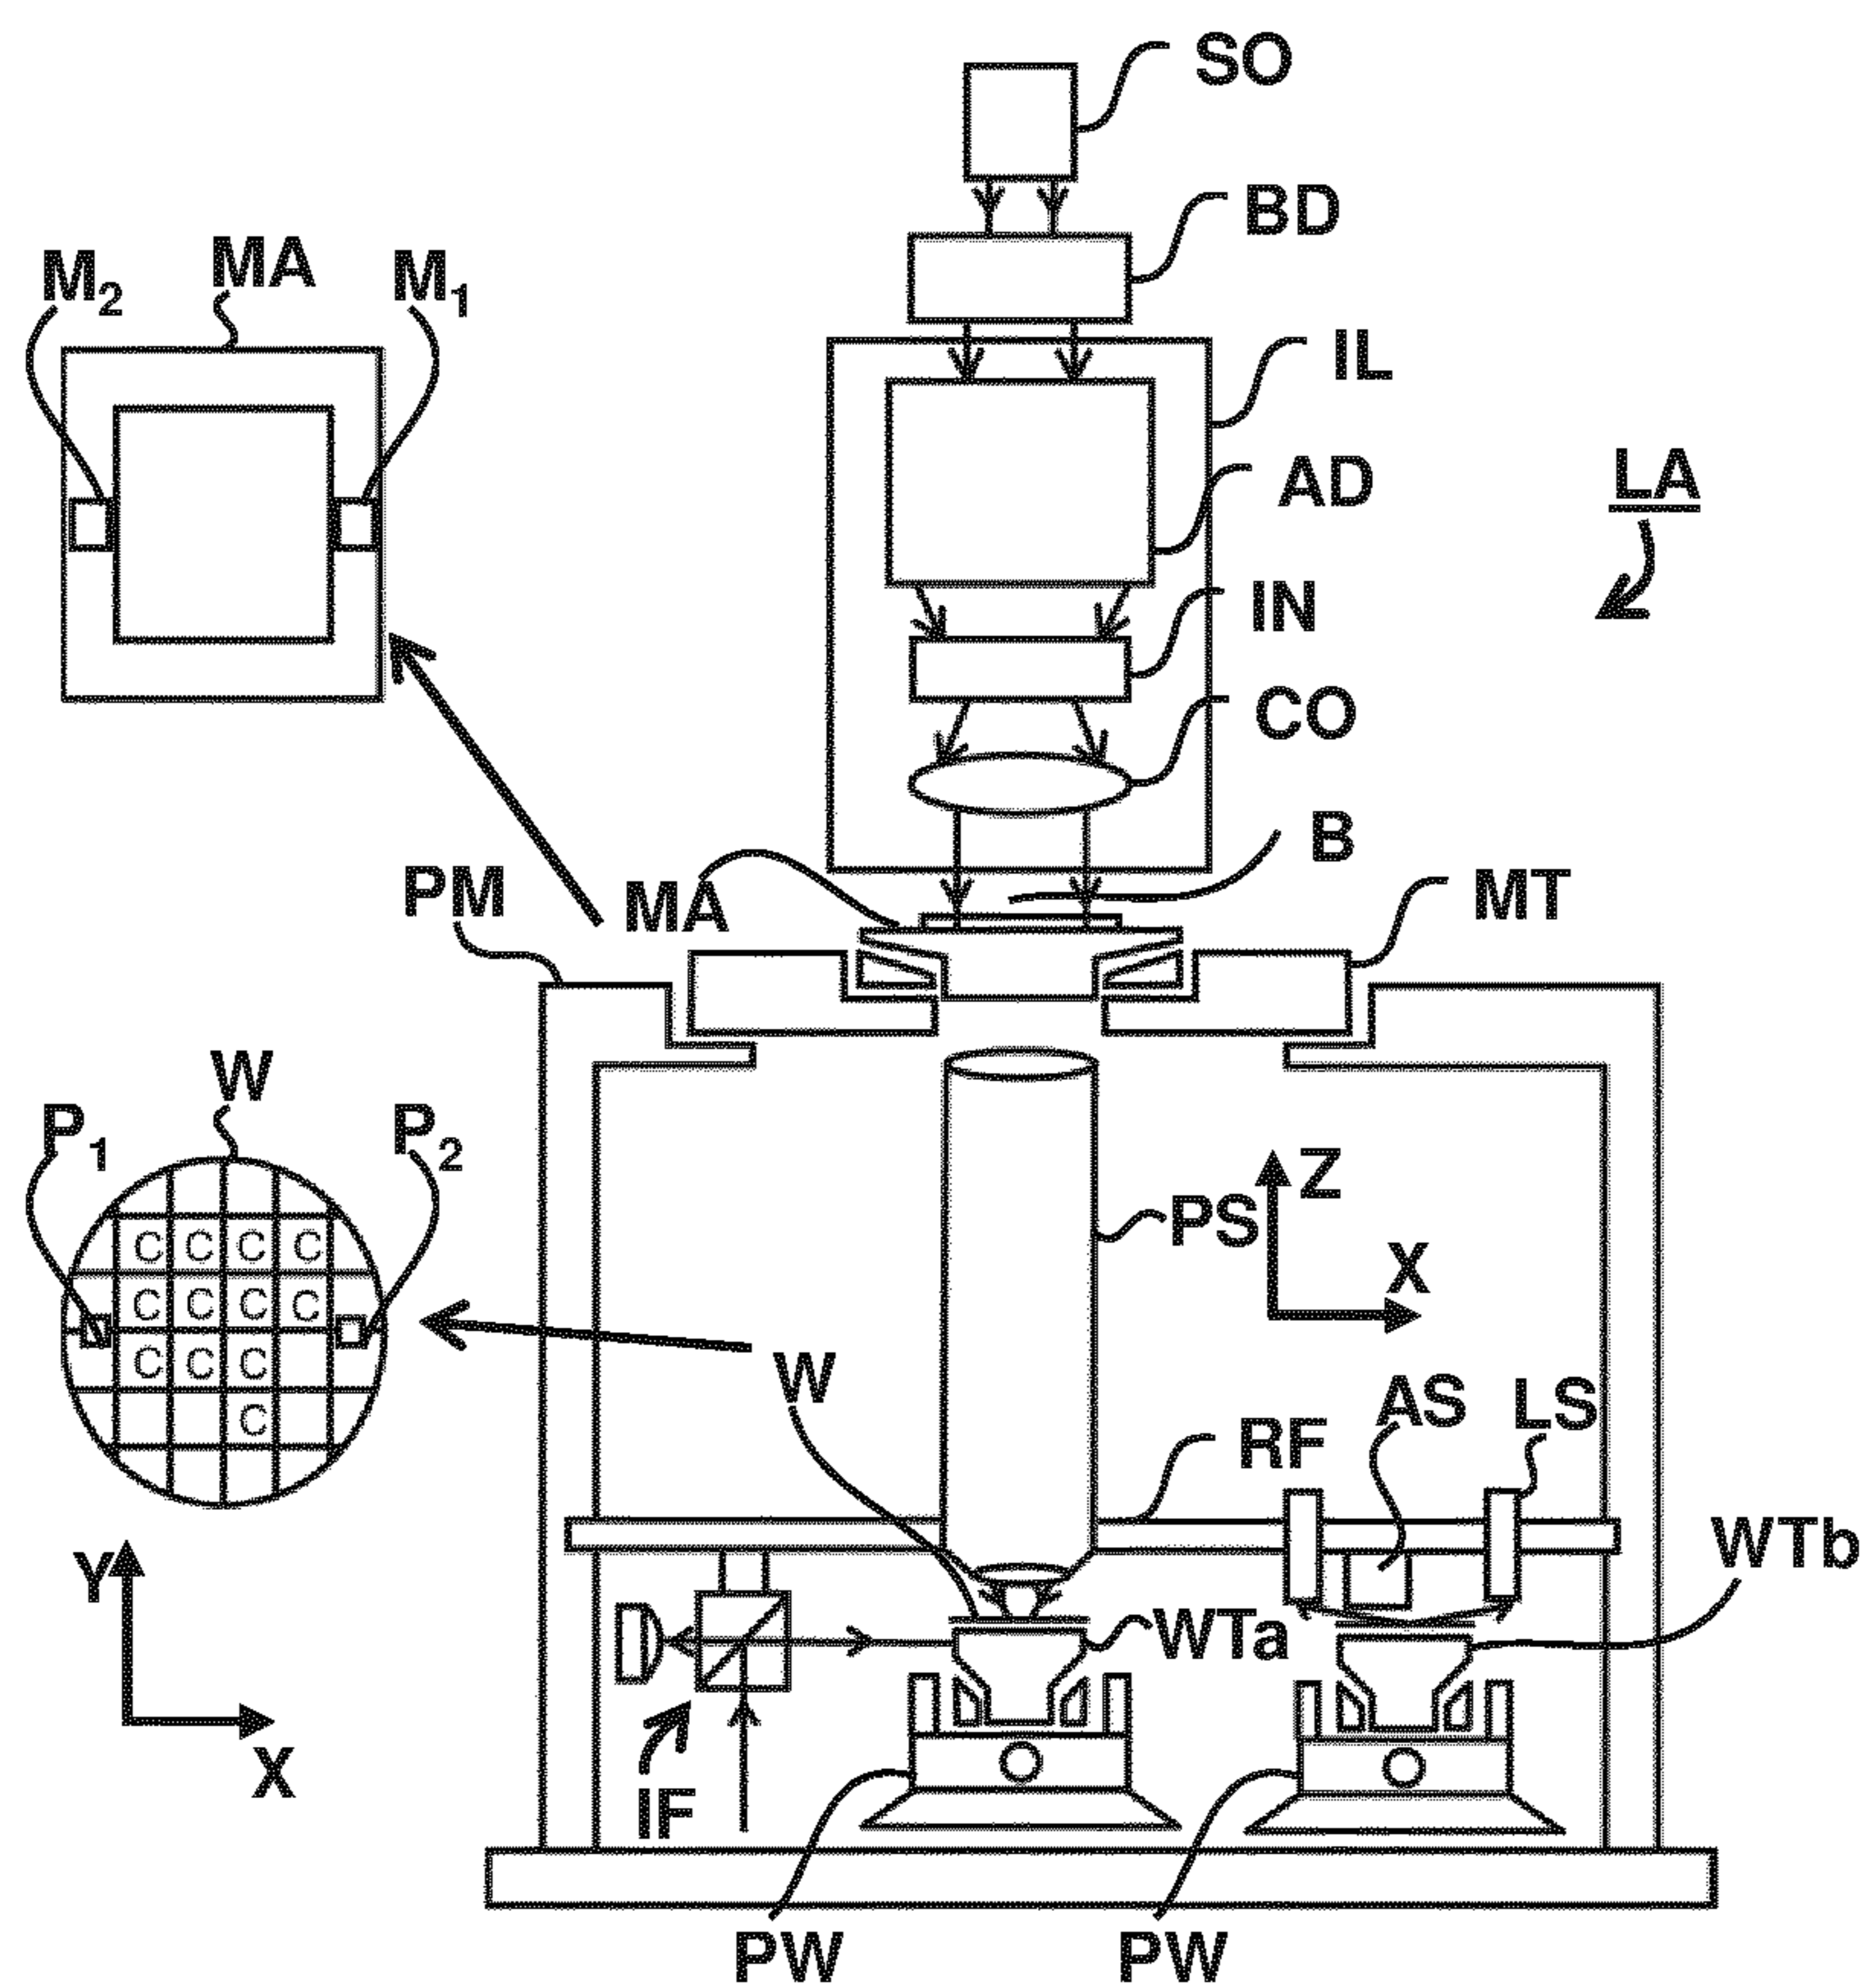 SO
BD
M2 MA M1
IL
AD
LA
IN
CO
B
PM MA MT
W
P1 P2
Z
PS
X
C C C C
C C C C
C C C
C
W
AS LS
RF
WTb
Y
WTa
X
IF
PW PW